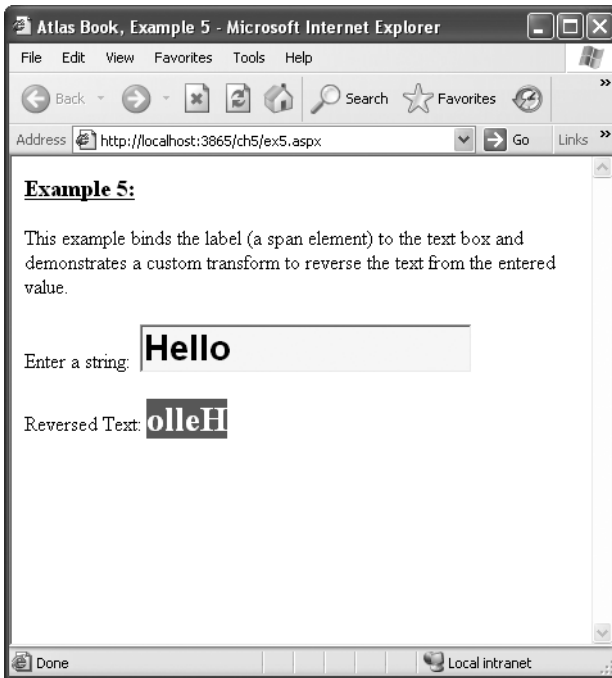 Atlas Book, Example 5 - Microsoft Internet Explorer
File Edit View Favorites Tools Help
Back Search Favorites »
Address http://localhost:3865/ch5/ex5.aspx Go Links »
Example 5:
This example binds the label (a span element) to the text box and
demonstrates a custom transform to reverse the text from the entered
value.
Enter a string: Hello
Reversed Text: olleH
Done Local intranet